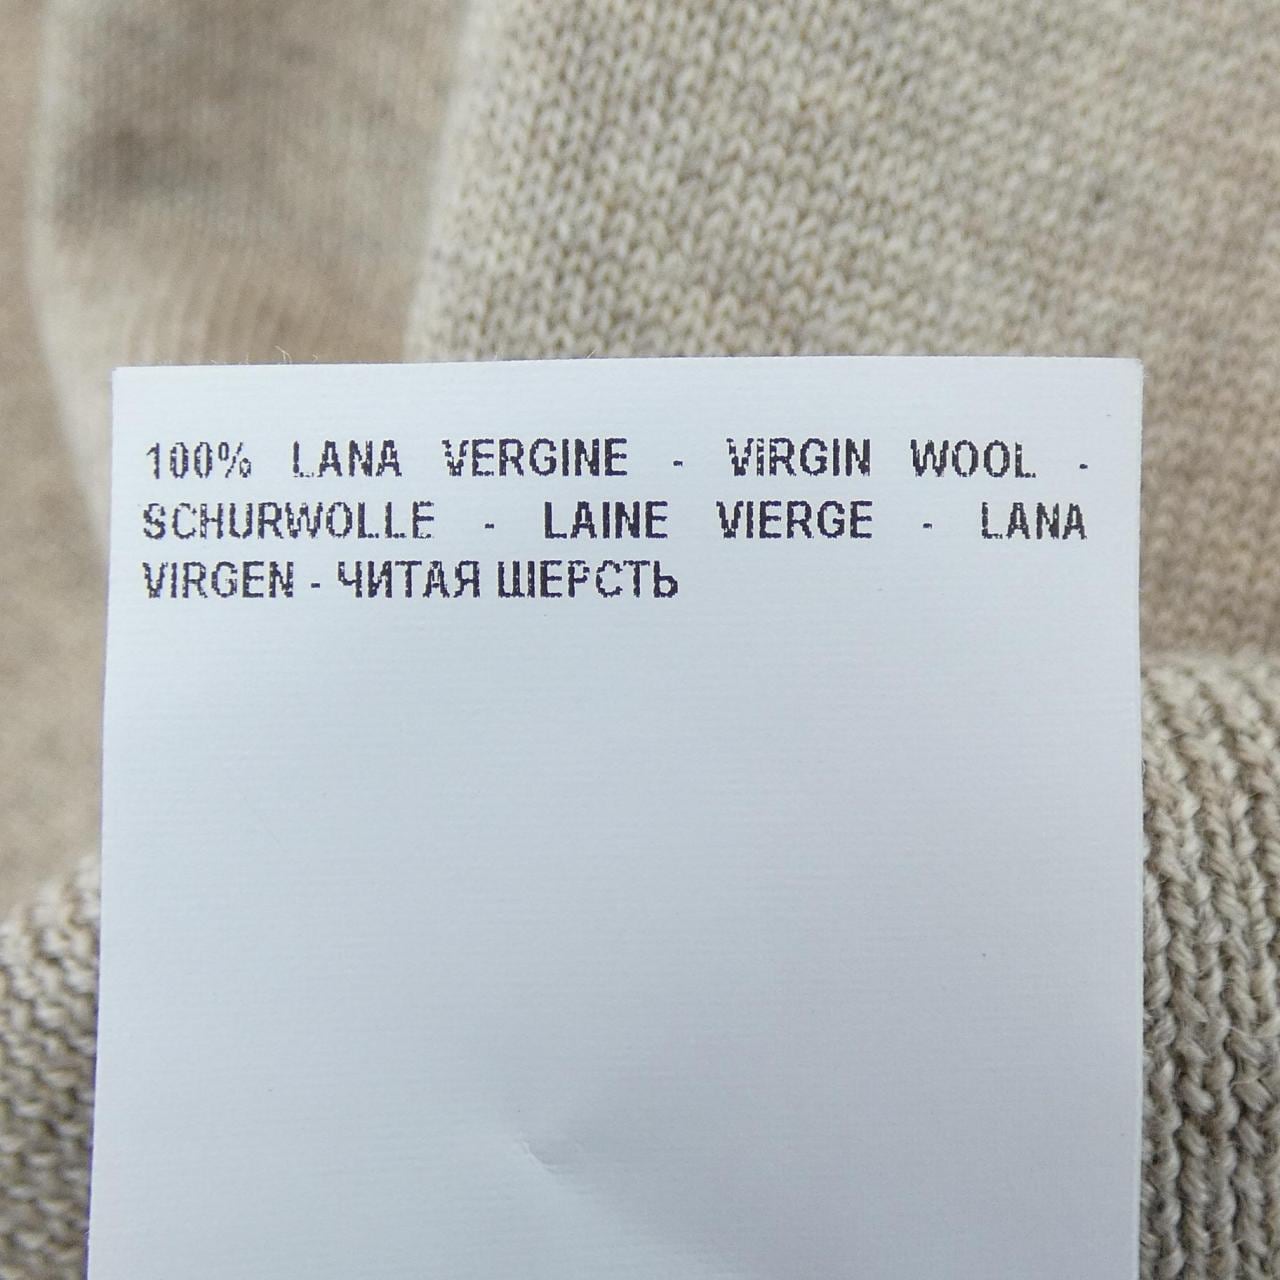 100% LANA VERGINE - VIRGIN WOOL -
SCHURWOLLE - LAINE VIERGE - LANA
VIRGEN - ЧИТАЯ ШЕРСТЬ